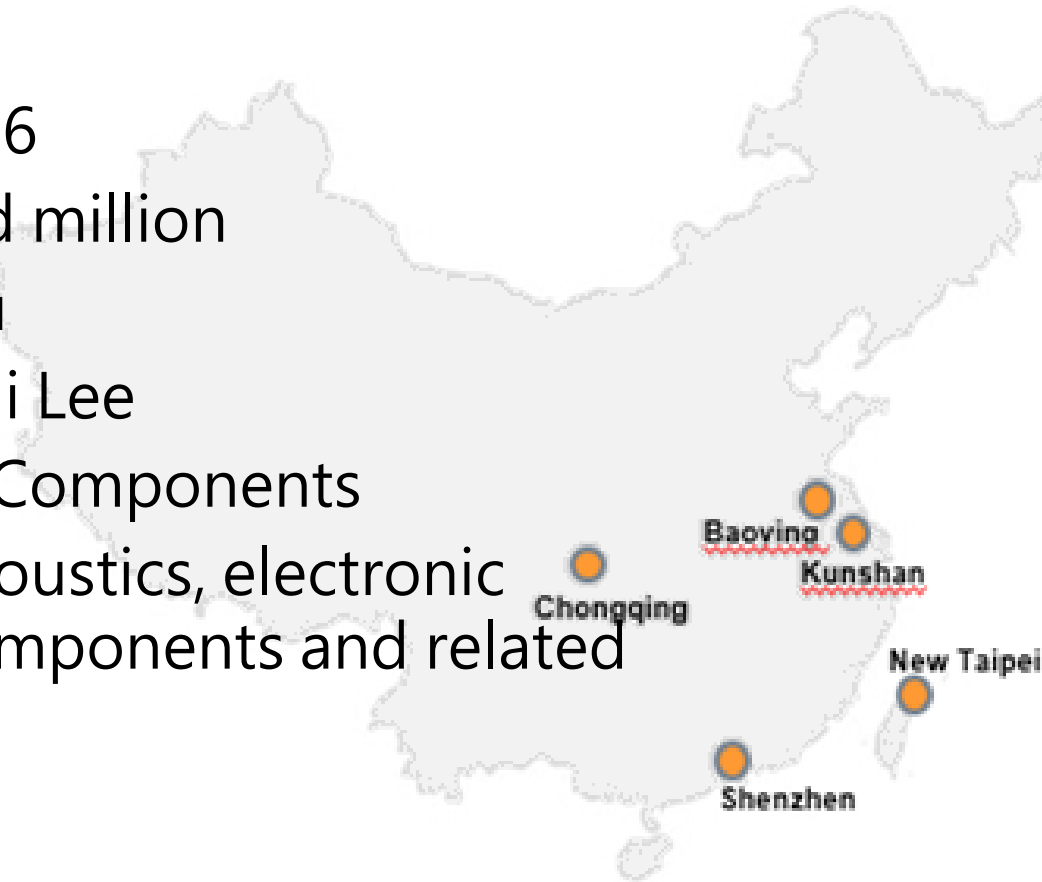 6
d million
i Lee
Components
oustics, electronic
mponents and related
Baoying
Kunshan
Chongqing
New Taipei
Shenzhen